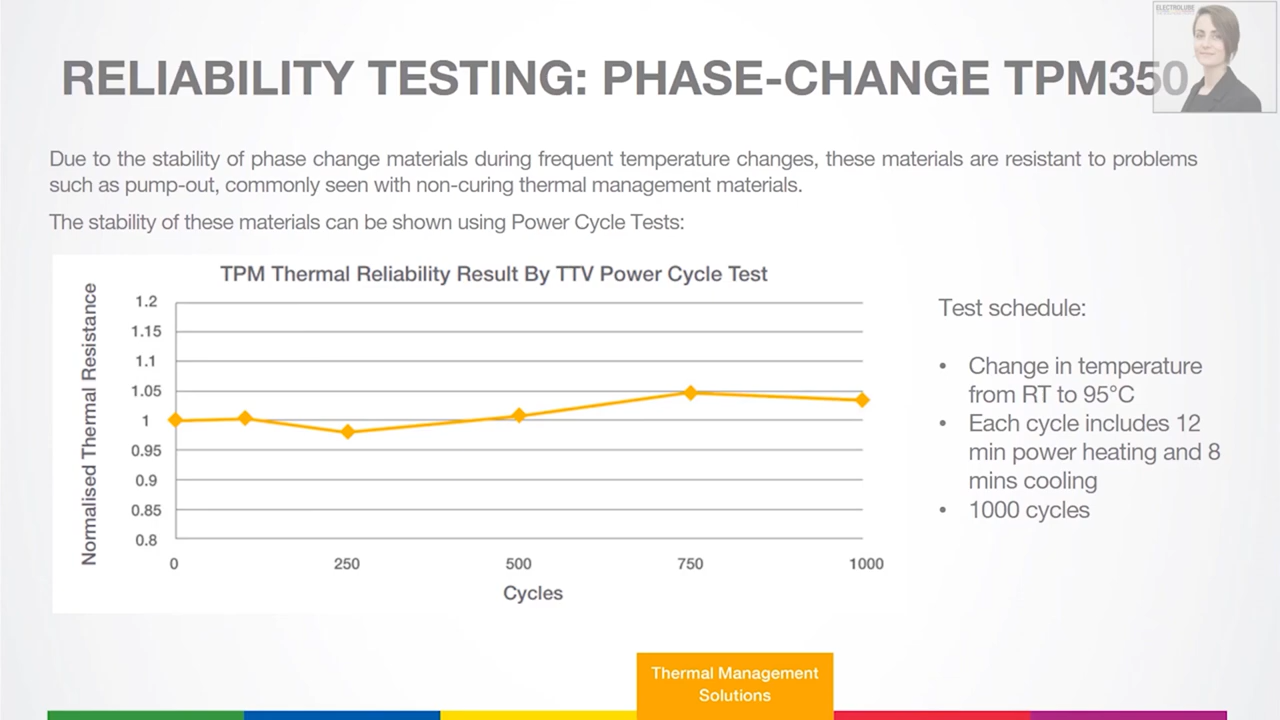 ELECTROLUBE
RELIABILITY TESTING: PHASE-CHANGE TPM350
Due to the stability of phase change materials during frequent temperature changes, these materials are resistant to problems
such as pump-out, commonly seen with non-curing thermal management materials.
The stability of these materials can be shown using Power Cycle Tests:
TPM Thermal Reliability Result By TTV Power Cycle Test
Normalised Thermal Resistance
1.2
1.15
1.1
1.05
1
0.95
0.9
0.85
0.8
0 250 500 750 1000
Cycles
Test schedule:
• Change in temperature
from RT to 95°C
• Each cycle includes 12
min power heating and 8
mins cooling
• 1000 cycles
Thermal Management
Solutions